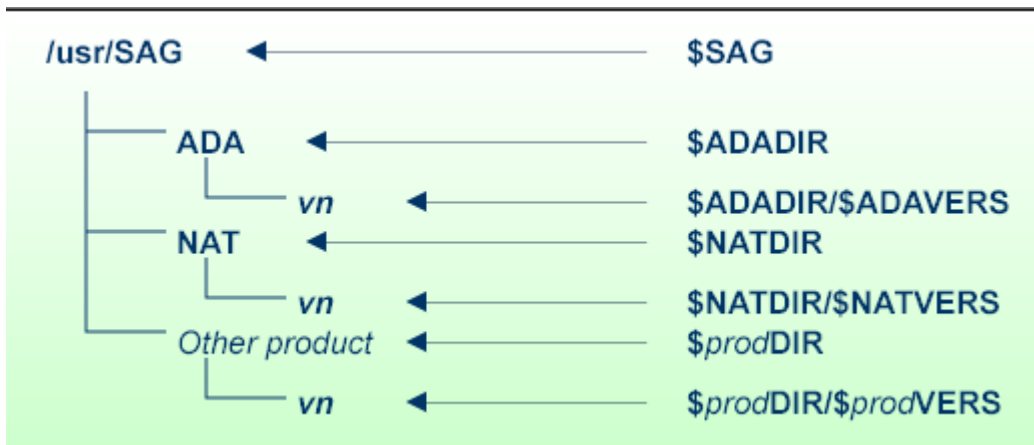 /usr/SAG $SAG
ADA $ADADIR
vn $ADADIR/$ADAVERS
NAT $NATDIR
vn $NATDIR/$NATVERS
Other product $prodDIR
vn $prodDIR/$prodVERS